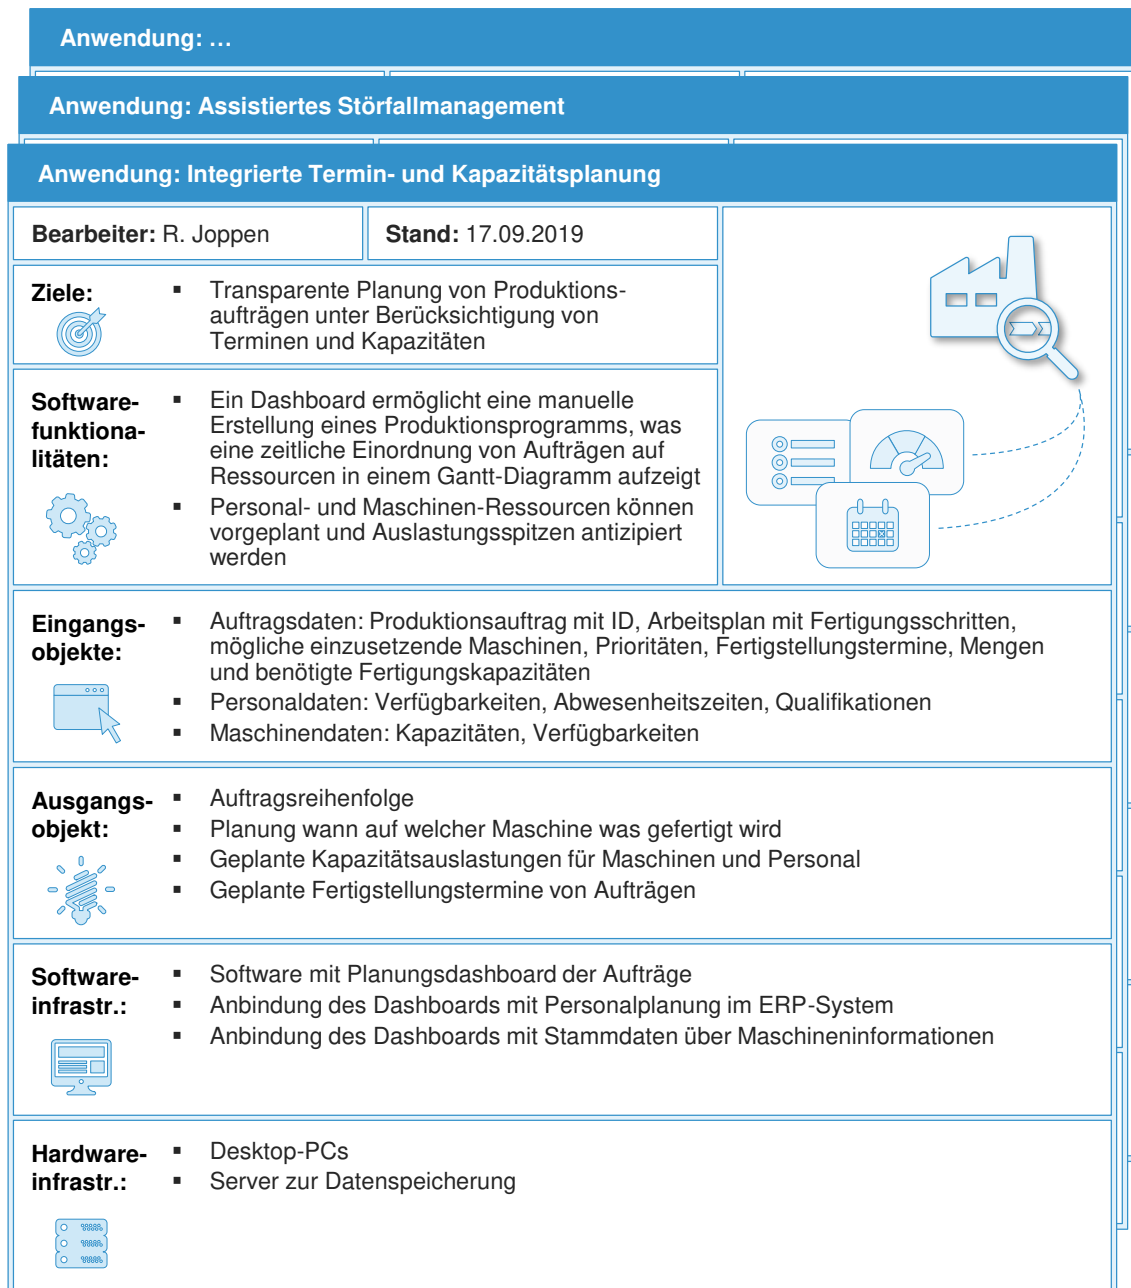 Anwendung: …
Anwendung: Assistiertes Störfallmanagement
Anwendung: Integrierte Termin- und Kapazitätsplanung
Bearbeiter: R. Joppen
Stand: 17.09.2019
Ziele:
▪ Transparente Planung von Produktions-
aufträgen unter Berücksichtigung von
Terminen und Kapazitäten
Software-
funktiona-
litäten:
▪ Ein Dashboard ermöglicht eine manuelle
Erstellung eines Produktionsprogramms, was
eine zeitliche Einordnung von Aufträgen auf
Ressourcen in einem Gantt-Diagramm aufzeigt
▪ Personal- und Maschinen-Ressourcen können
vorgeplant und Auslastungsspitzen antizipiert
werden
Eingangs-
objekte:
▪ Auftragsdaten: Produktionsauftrag mit ID, Arbeitsplan mit Fertigungsschritten,
mögliche einzusetzende Maschinen, Prioritäten, Fertigstellungstermine, Mengen
und benötigte Fertigungskapazitäten
▪ Personaldaten: Verfügbarkeiten, Abwesenheitszeiten, Qualifikationen
▪ Maschinendaten: Kapazitäten, Verfügbarkeiten
Ausgangs-
objekt:
▪ Auftragsreihenfolge
▪ Planung wann auf welcher Maschine was gefertigt wird
▪ Geplante Kapazitätsauslastungen für Maschinen und Personal
▪ Geplante Fertigstellungstermine von Aufträgen
Software-
infrastr.:
▪ Software mit Planungsdashboard der Aufträge
▪ Anbindung des Dashboards mit Personalplanung im ERP-System
▪ Anbindung des Dashboards mit Stammdaten über Maschineninformationen
Hardware-
infrastr.:
▪ Desktop-PCs
▪ Server zur Datenspeicherung